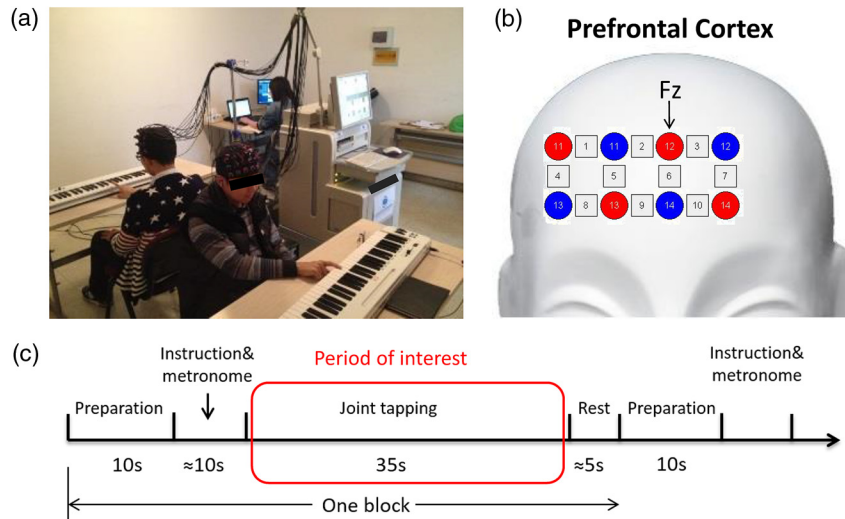 (a)
(b)
Prefrontal Cortex
Fz
11 1 11 2 12 3 12
4 5 6 7
13 8 13 9 14 10 14
(c)
Instruction&
metronome
Period of interest
Instruction&
metronome
Preparation
Joint tapping
Rest
Preparation
10s
≈10s
35s
≈5s
10s
One block